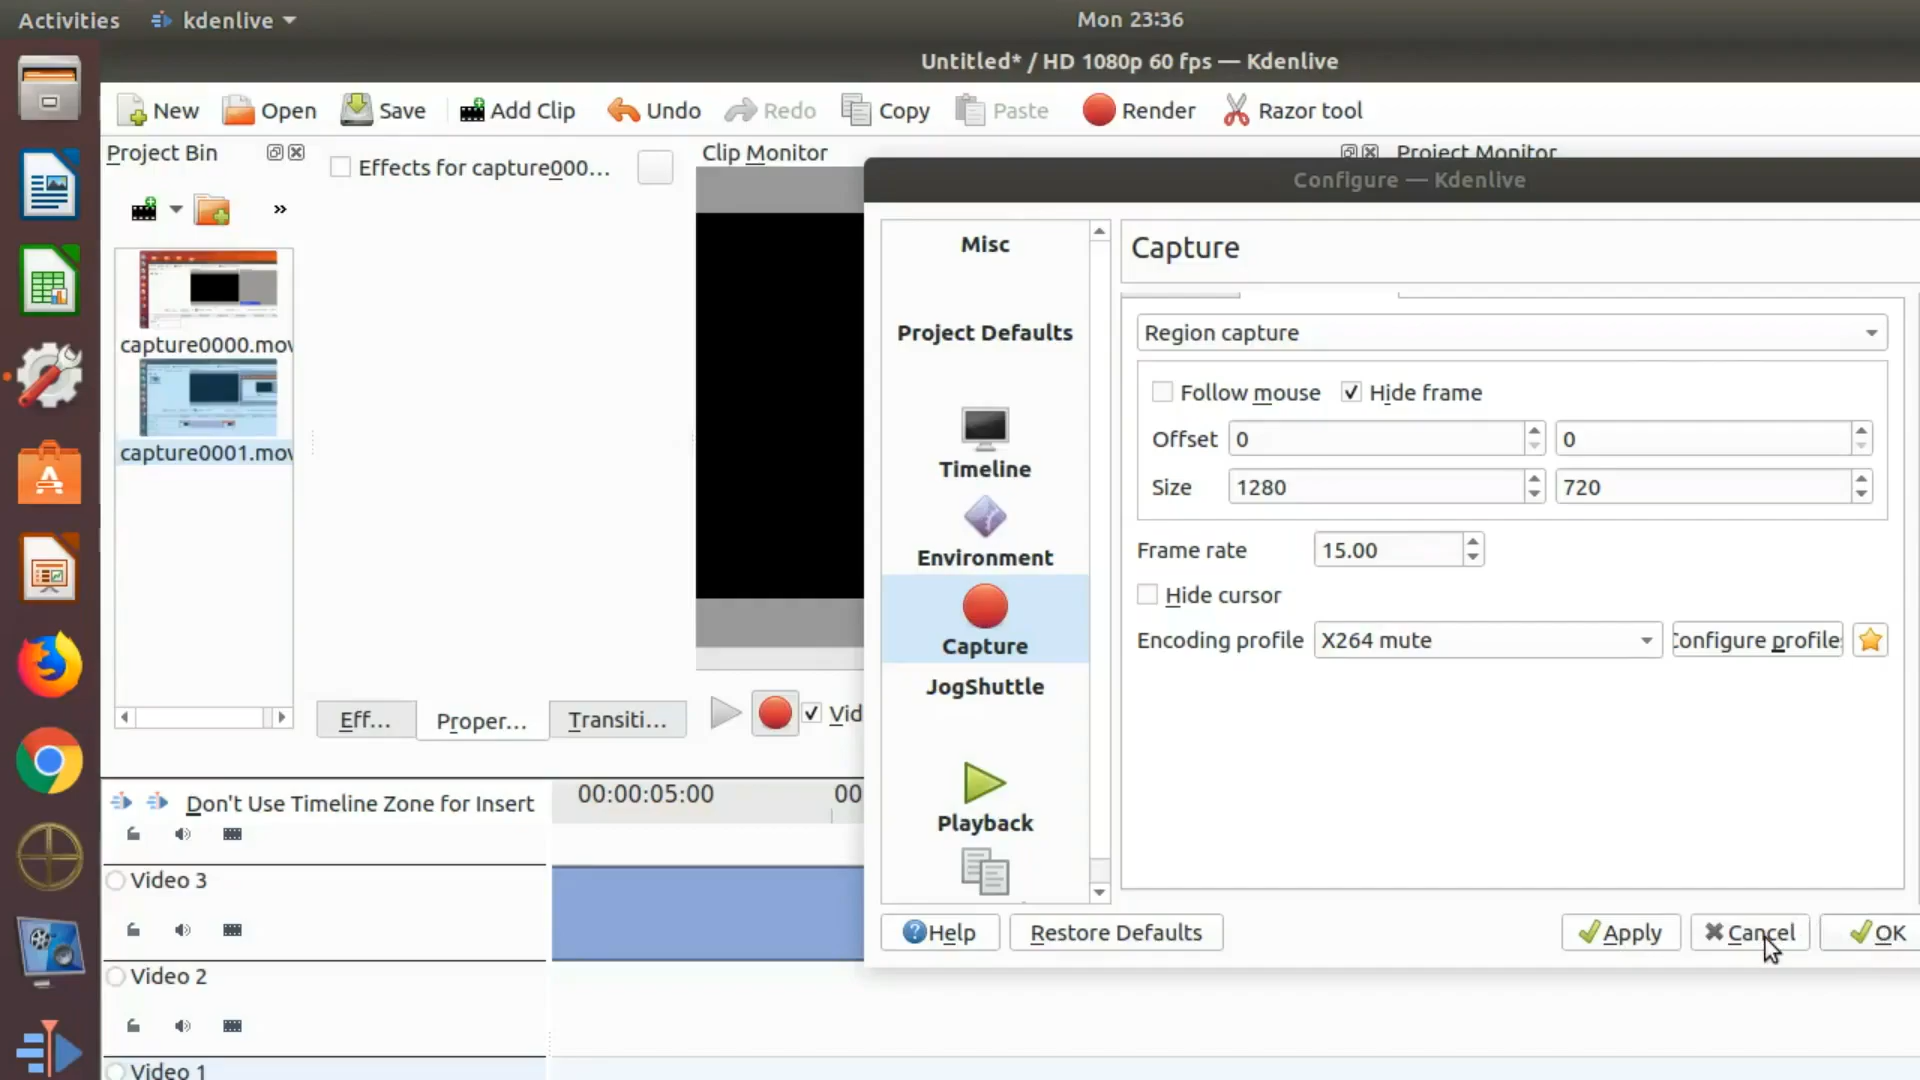 Activities kdenlive Mon 23:36
Untitled* / HD 1080p 60 fps — Kdenlive
New Open Save Add Clip Undo Redo Copy Paste Render Razor tool
Project Bin
Effects for capture000...
Clip Monitor
Project Monitor
»
capture0000.mov
capture0001.mov
Eff...
Proper...
Transiti...
Vid
Configure — Kdenlive
Misc
Project Defaults
Timeline
Environment
Capture
JogShuttle
Playback
Capture
Region capture
Follow mouse Hide frame
Offset 0 0
Size 1280 720
Frame rate 15.00
Hide cursor
Encoding profile X264 mute Configure profile
Help Restore Defaults Apply Cancel OK
Don't Use Timeline Zone for Insert
00:00:05:00 00
Video 3
Video 2
Video 1